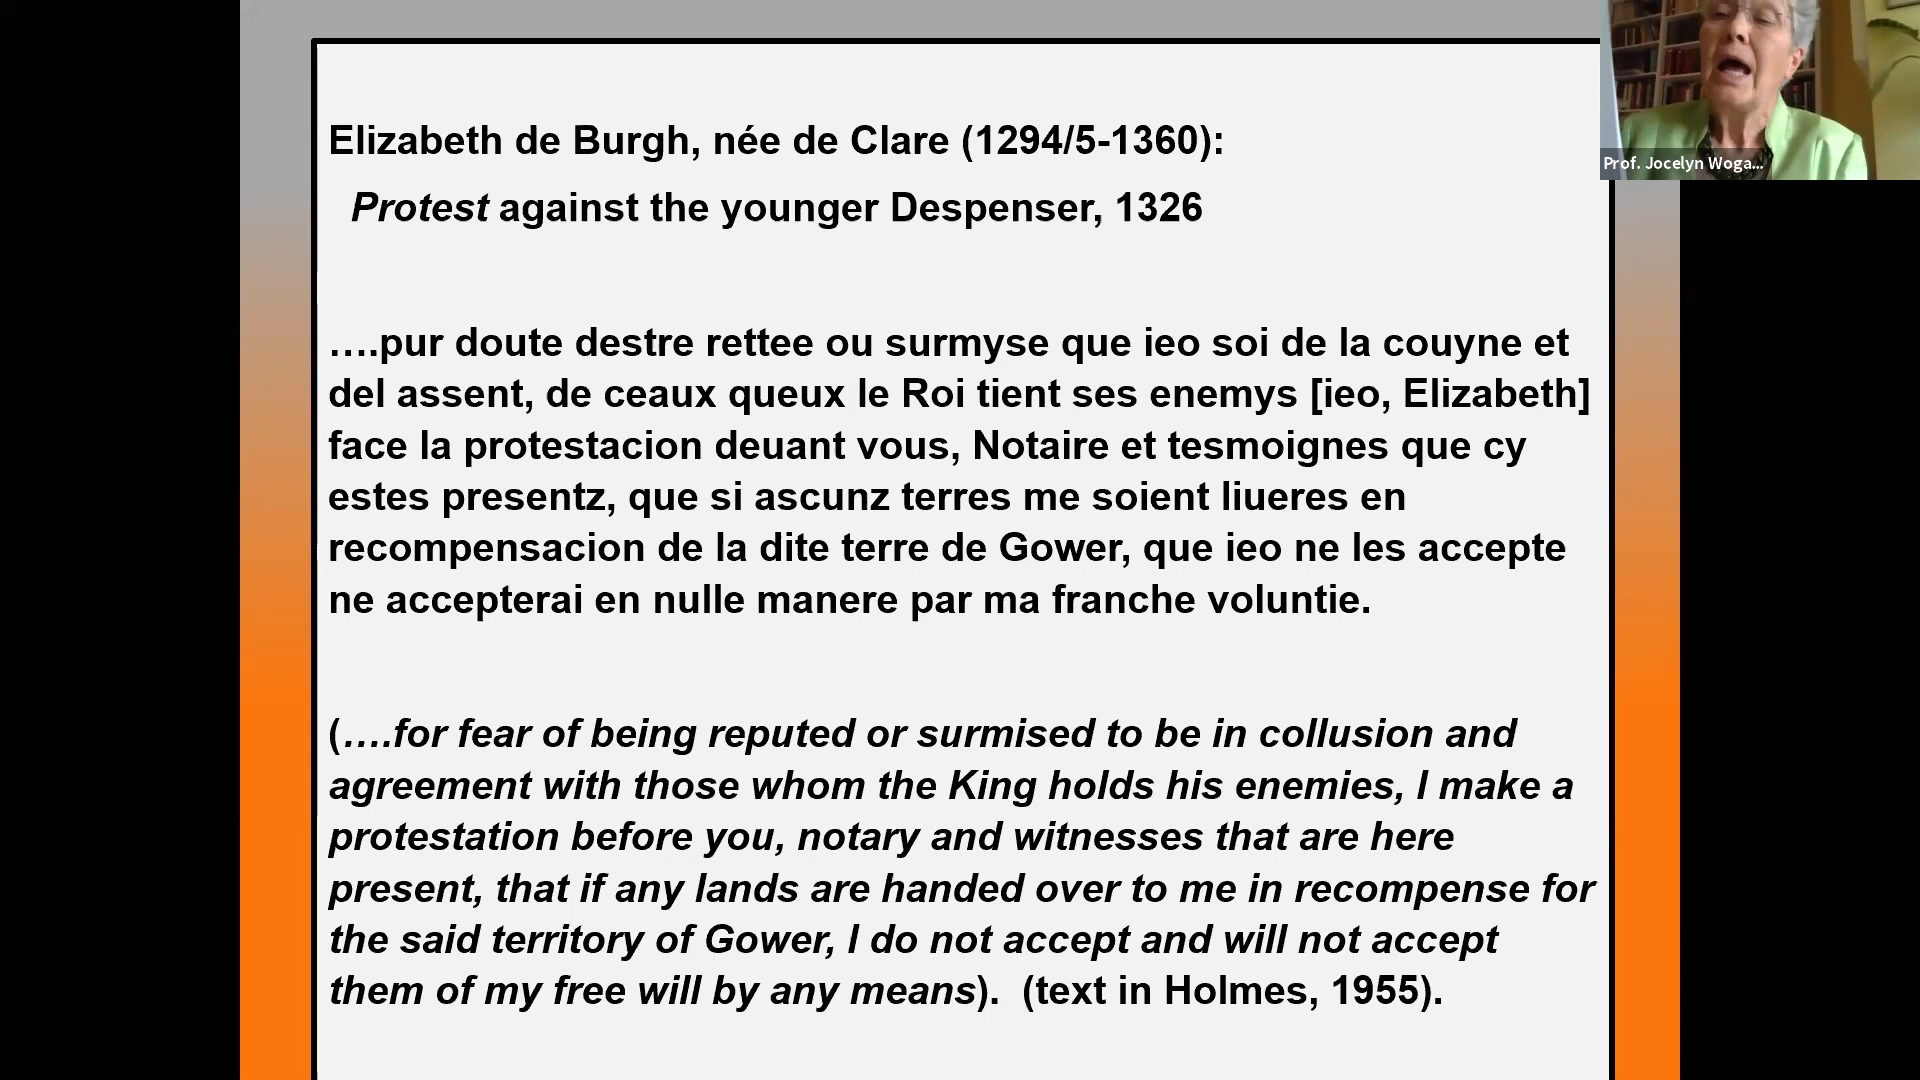 Elizabeth de Burgh, née de Clare (1294/5-1360):
Protest against the younger Despenser, 1326
….pur doute destre rettee ou surmyse que ieo soi de la couyne et
del assent, de ceaux queux le Roi tient ses enemys [ieo, Elizabeth]
face la protestacion deuant vous, Notaire et tesmoignes que cy
estes presentz, que si ascunz terres me soient liueres en
recompensacion de la dite terre de Gower, que ieo ne les accepte
ne accepterai en nulle manere par ma franche voluntie.
(….for fear of being reputed or surmised to be in collusion and
agreement with those whom the King holds his enemies, I make a
protestation before you, notary and witnesses that are here
present, that if any lands are handed over to me in recompense for
the said territory of Gower, I do not accept and will not accept
them of my free will by any means).  (text in Holmes, 1955).
Prof. Jocelyn Woga...